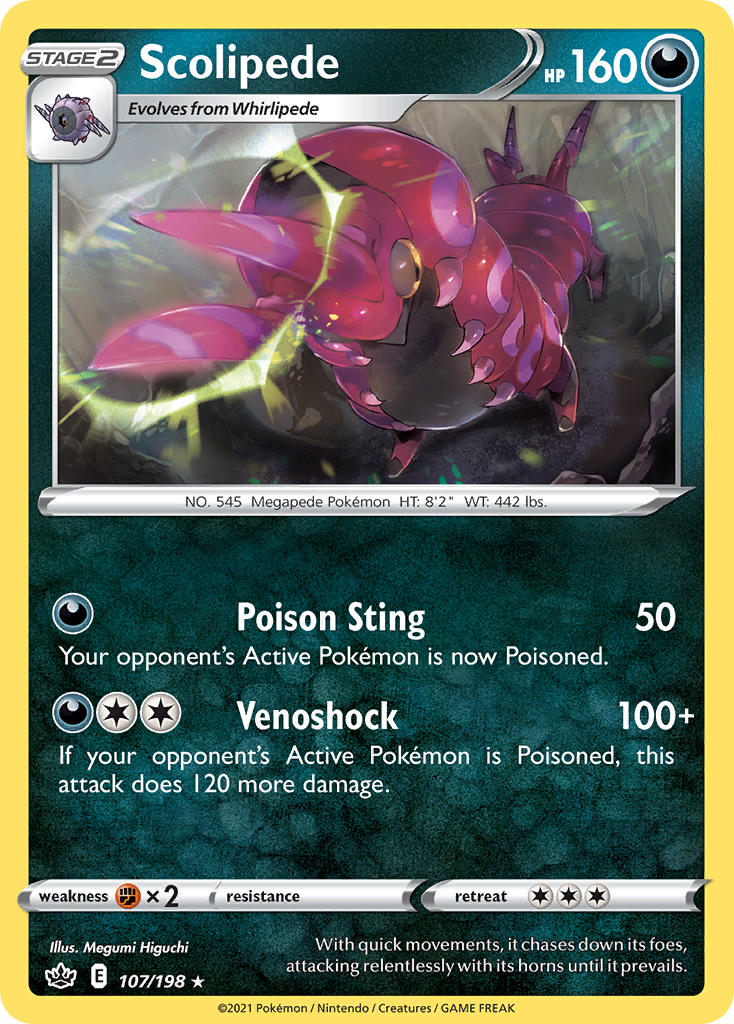 STAGE 2
Scolipede
HP 160
Evolves from Whirlipede
NO. 545 Megapede Pokémon HT: 8'2" WT: 442 lbs.
Poison Sting 50
Your opponent's Active Pokémon is now Poisoned.
Venoshock 100+
If your opponent's Active Pokémon is Poisoned, this
attack does 120 more damage.
weakness ×2 resistance retreat
Illus. Megumi Higuchi
With quick movements, it chases down its foes,
attacking relentlessly with its horns until it prevails.
E 107/198 ★
©2021 Pokémon / Nintendo / Creatures / GAME FREAK